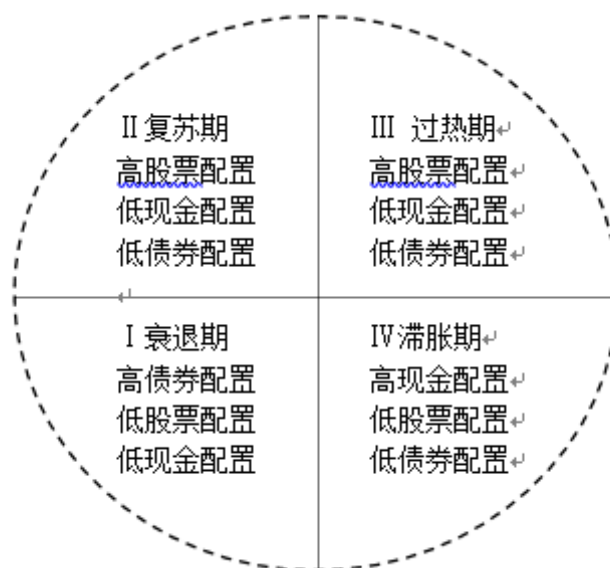 Ⅱ复苏期
高股票配置
低现金配置
低债券配置
Ⅲ 过热期
高股票配置
低现金配置
低债券配置
Ⅰ衰退期
高债券配置
低股票配置
低现金配置
Ⅳ滞胀期
高现金配置
低股票配置
低债券配置